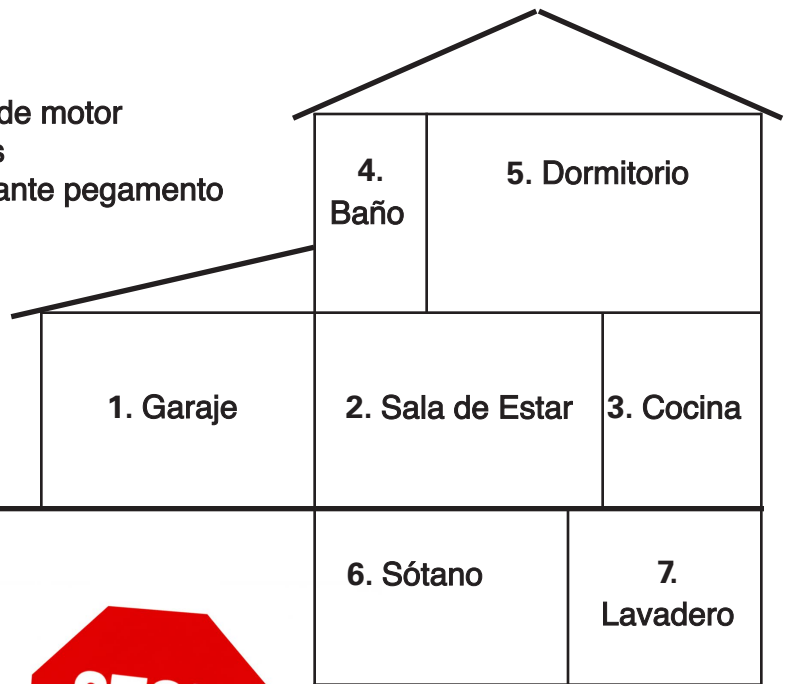 de motor
s
ante pegamento
4.
Baño
5. Dormitorio
1. Garaje
2. Sala de Estar
3. Cocina
6. Sótano
7.
Lavadero